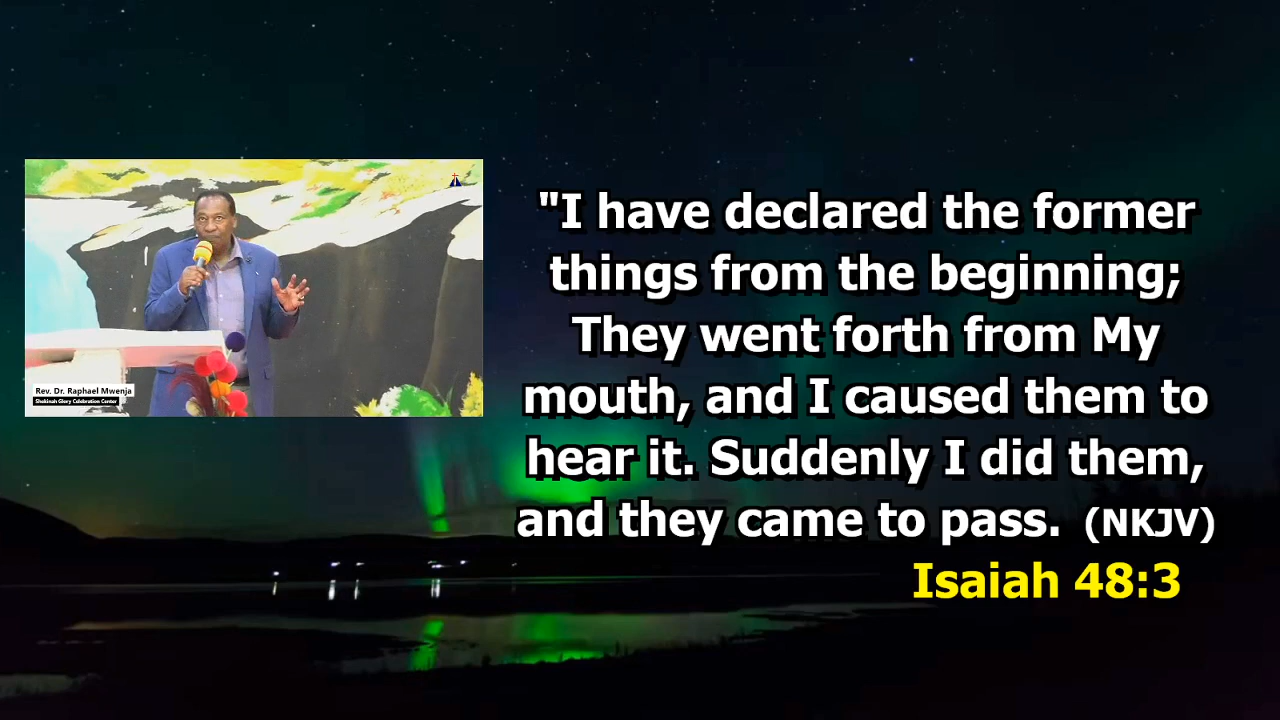 "I have declared the former
things from the beginning;
They went forth from My
mouth, and I caused them to
hear it. Suddenly I did them,
and they came to pass. (NKJV)
Isaiah 48:3
Rev. Dr. Raphael Mwenja
Shekinah Glory Celebration Center